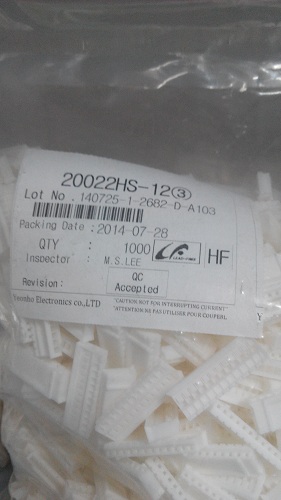 20022HS-12③
Lot No. 140725-1-2682-D-A103
Packing Date : 2014-07-28
QTY : 1000 HF
Inspector : M.S.LEE
Revision: QC Accepted
Electronics co.,LTD
"CAUTION NOT FOR INTERRUPTING CURRENT"
"ATTENTION NE PAS UTILISER POUR COUPER L